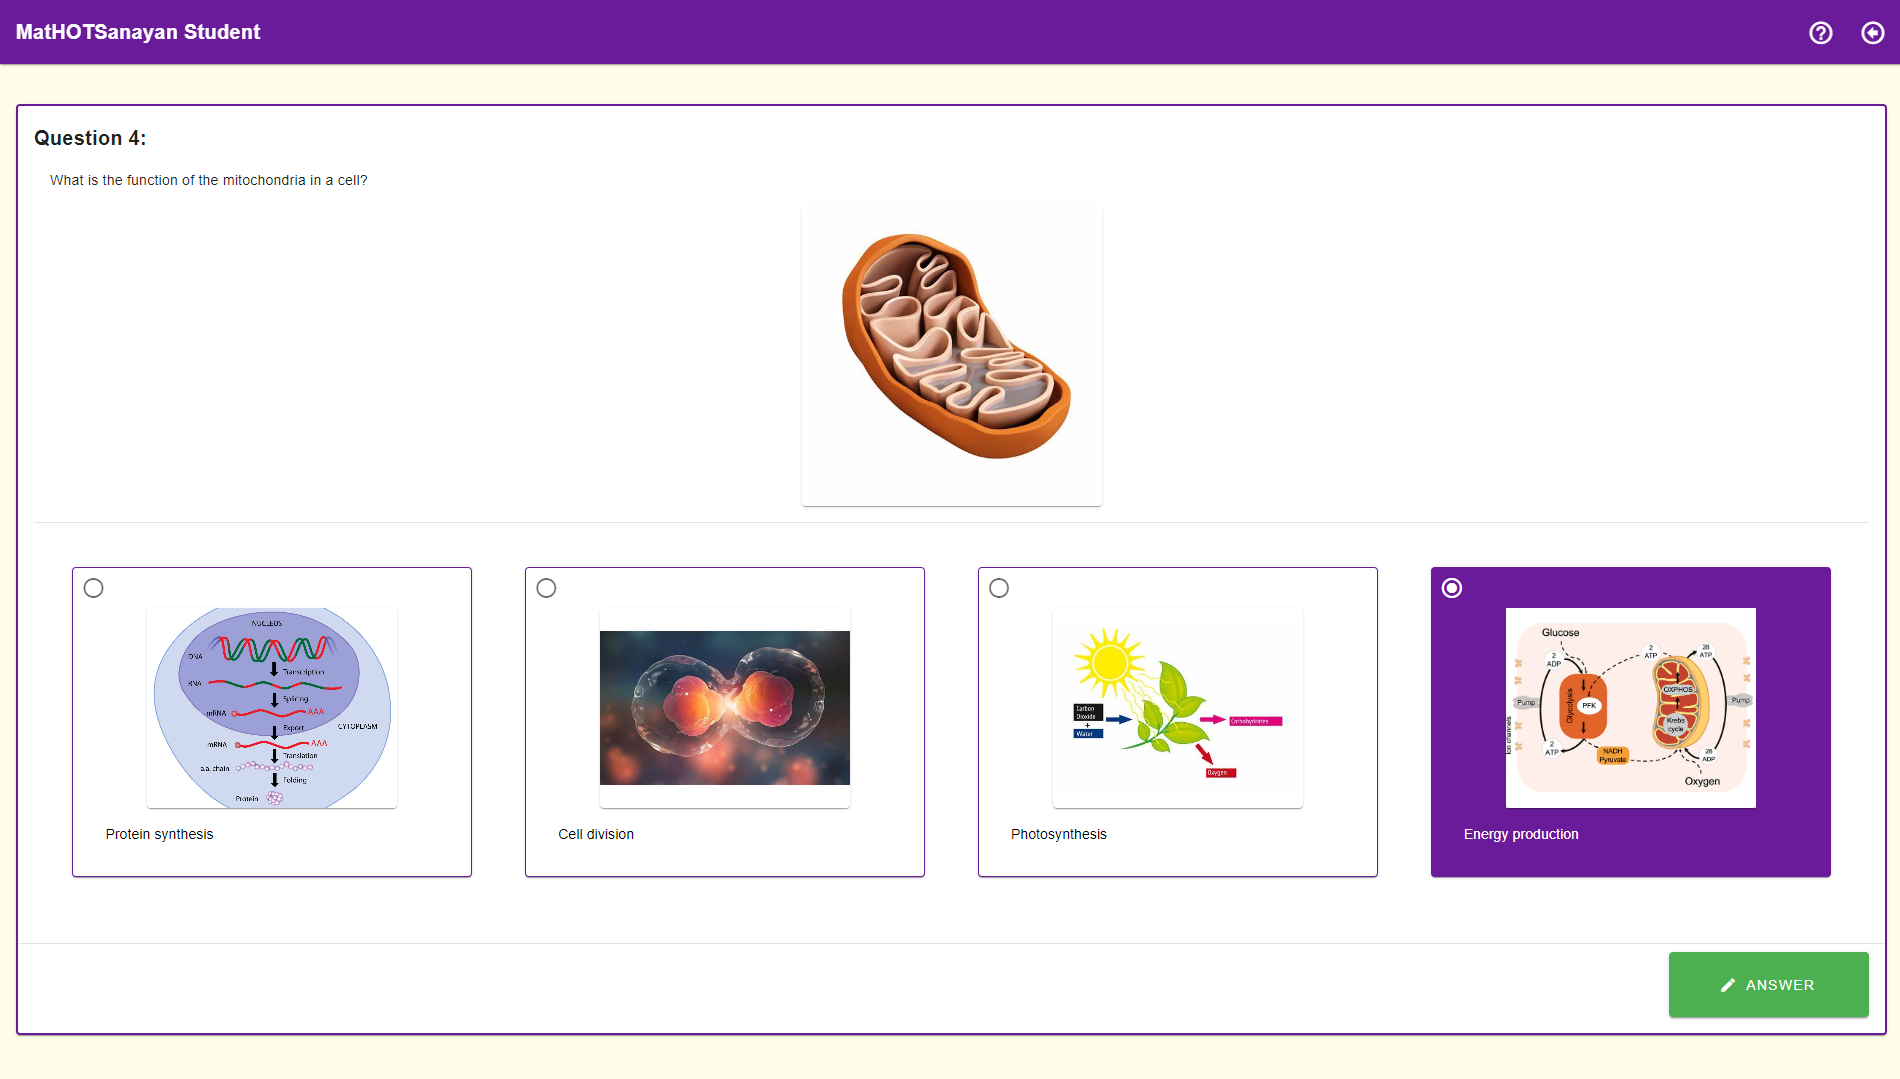 MatHOTSanayan Student
Question 4:
What is the function of the mitochondria in a cell?
NUCLEUS
DNA
Transcription
RNA
Splicing
mRNA
AAA
Export
CYTOPLASM
mRNA
AAA
Translation
a.a. chain
Folding
Protein
Protein synthesis
Cell division
Carbon
Dioxide
+
Water
Carbohydrates
Oxygen
Photosynthesis
Glucose
2
ADP
2
ATP
28
ATP
Glycolysis
PFK
OXPHOS
Krebs
cycle
Pump
Pump
Ion channels
2
ATP
NADH
Pyruvate
28
ADP
Oxygen
Energy production
ANSWER